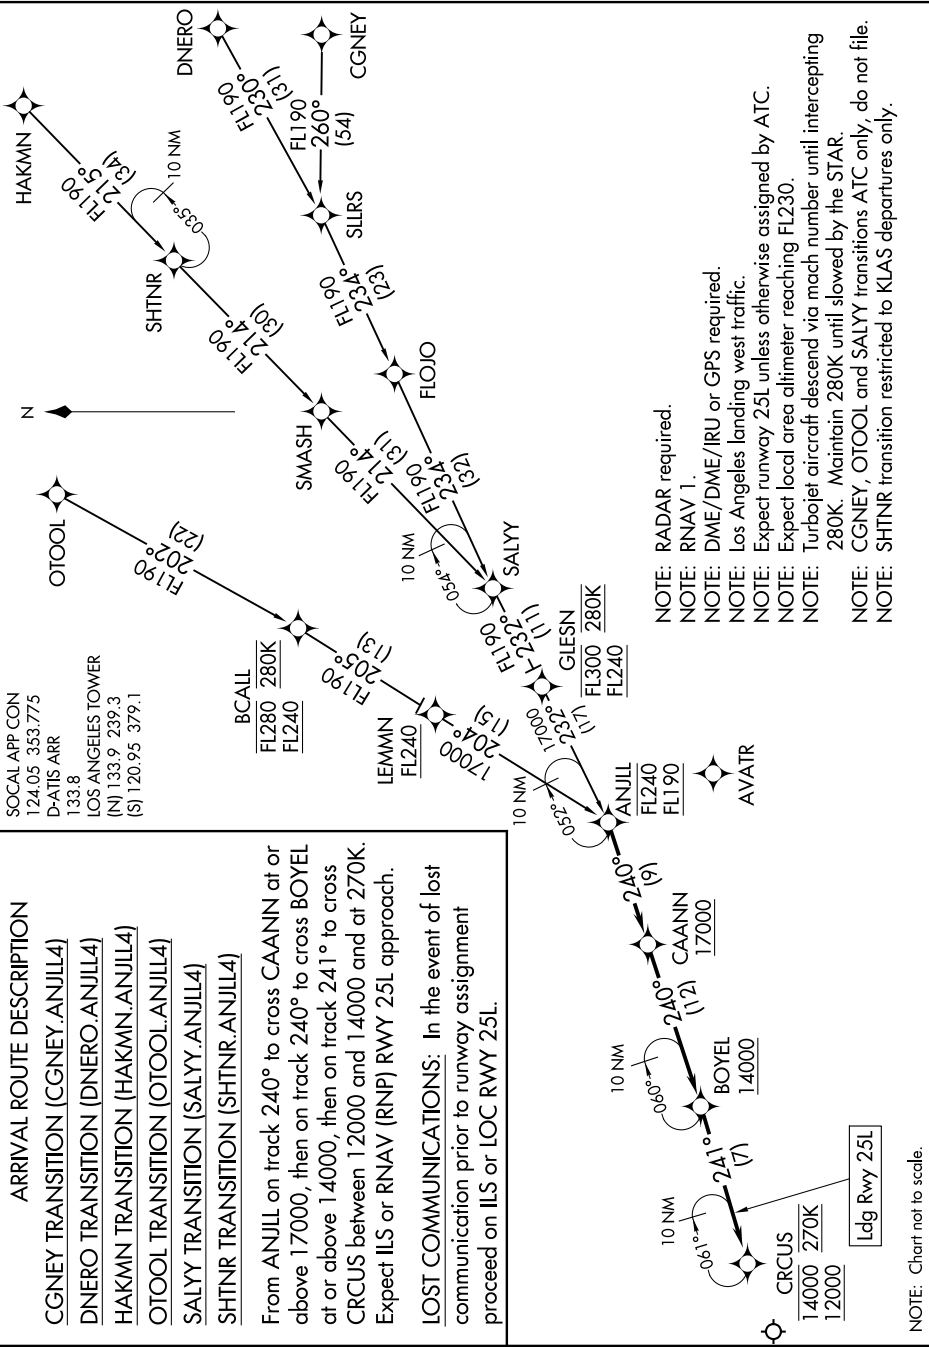 SOCAL APP CON
124.05 353.775
D-ATIS ARR
133.8
LOS ANGELES TOWER
(N) 133.9 239.3
(S) 120.95 379.1
ARRIVAL ROUTE DESCRIPTION
CGNEY TRANSITION (CGNEY.ANJLL4)
DNERO TRANSITION (DNERO.ANJLL4)
HAKMN TRANSITION (HAKMN.ANJLL4)
OTOOL TRANSITION (OTOOL.ANJLL4)
SALYY TRANSITION (SALYY.ANJLL4)
SHTNR TRANSITION (SHTNR.ANJLL4)
From ANJLL on track 240° to cross CAANN at or
above 17000, then on track 240° to cross BOYEL
at or above 14000, then on track 241° to cross
CRCUS between 12000 and 14000 and at 270K.
Expect ILS or RNAV (RNP) RWY 25L approach.
LOST COMMUNICATIONS: In the event of lost
communication prior to runway assignment
proceed on ILS or LOC RWY 25L.
N
OTOOL
FL190
202°
(22)
BCALL
FL280 280K
FL240
FL190
205°
(13)
LEMMN
FL240
17000
204°
(15)
HAKMN
FL190
215°
(34)
10 NM
035°
SHTNR
FL190
214°
(30)
SMASH
FL190
214°
(31)
DNERO
FL190
230°
(31)
CGNEY
FL190
260°
(54)
SLLRS
FL190
234°
(23)
FLOJO
FL190
234°
(32)
10 NM
054°
SALYY
FL190
232°
(11)
GLESN
FL300 280K
FL240
17000
232°
(17)
10 NM
052°
ANJLL
FL240
FL190
AVATR
240°
(9)
CAANN
17000
240°
(12)
10 NM
060°
BOYEL
14000
241°
(7)
10 NM
061°
CRCUS
14000 270K
12000
Ldg Rwy 25L
NOTE: RADAR required.
NOTE: RNAV 1.
NOTE: DME/DME/IRU or GPS required.
NOTE: Los Angeles landing west traffic.
NOTE: Expect runway 25L unless otherwise assigned by ATC.
NOTE: Expect local area altimeter reaching FL230.
NOTE: Turbojet aircraft descend via mach number until intercepting
280K. Maintain 280K until slowed by the STAR.
NOTE: CGNEY, OTOOL and SALYY transitions ATC only, do not file.
NOTE: SHTNR transition restricted to KLAS departures only.
NOTE: Chart not to scale.